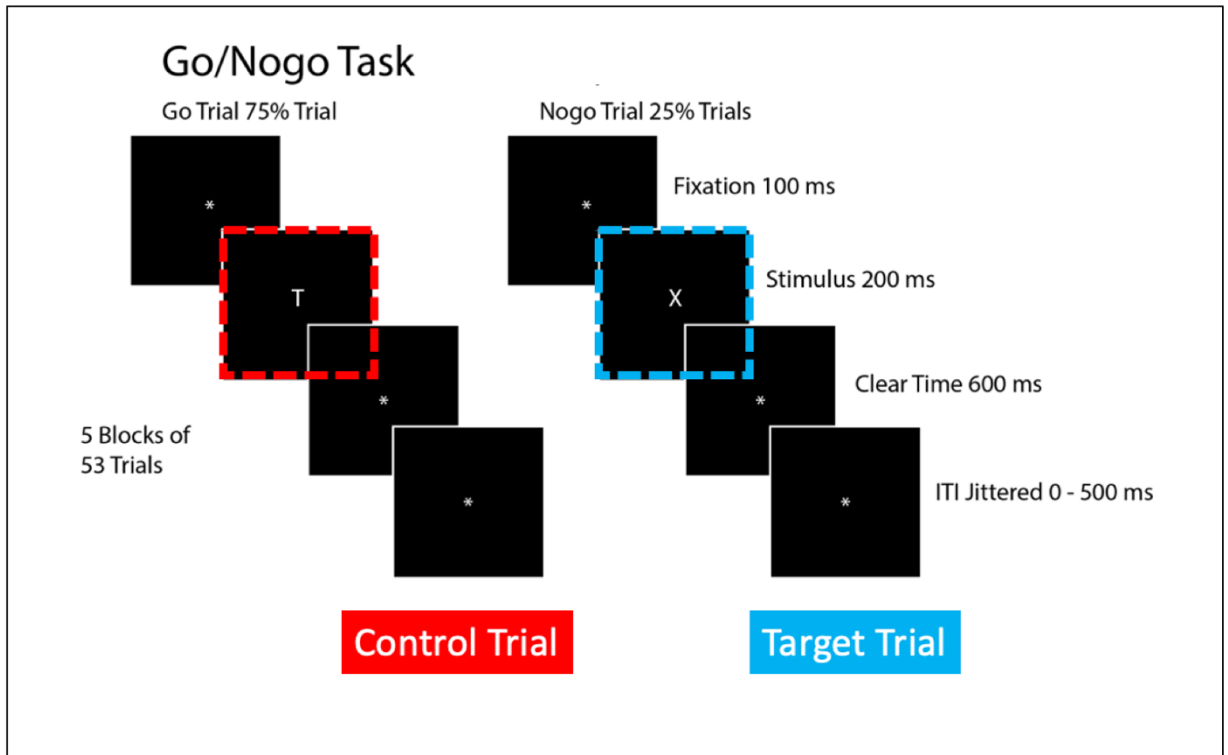 Go/Nogo Task
Go Trial 75% Trial
Nogo Trial 25% Trials
*
*
Fixation 100 ms
T
X
Stimulus 200 ms
*
*
Clear Time 600 ms
5 Blocks of
53 Trials
*
*
ITI Jittered 0 - 500 ms
Control Trial
Target Trial